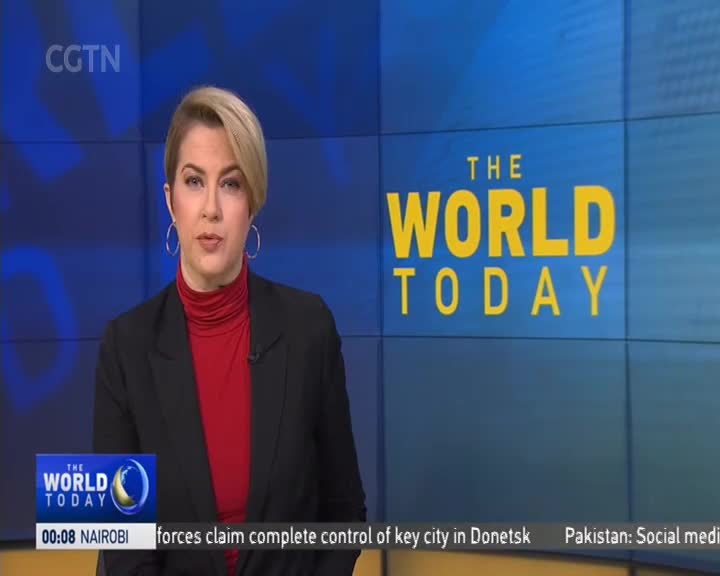 CGTN
THE
WORLD
TODAY
THE
WORLD
TODAY
00:08 NAIROBI
forces claim complete control of key city in Donetsk Pakistan: Social medi